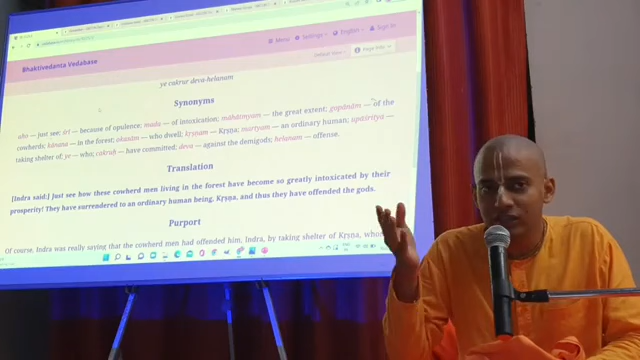 Bhaktivedanta Vedabase
Menu Settings English Sign in
ye cakrur deva-helanam
Synonyms
aho — just see; śrī — because of opulence; mada — of intoxication; māhātmyam — the great extent; gopānām — of the
cowherds; kānana — in the forest; okasām — who dwell; kṛṣṇam — Kṛṣṇa; martyam — an ordinary human; upāśritya —
taking shelter of; ye — who; cakruḥ — have committed; deva — against the demigods; helanam — offense.
Translation
[Indra said:] Just see how these cowherd men living in the forest have become so greatly intoxicated by their
prosperity! They have surrendered to an ordinary human being, Kṛṣṇa, and thus they have offended the gods.
Purport
Of course, Indra was really saying that the cowherd men had offended him, Indra, by taking shelter of Kṛṣṇa, whom